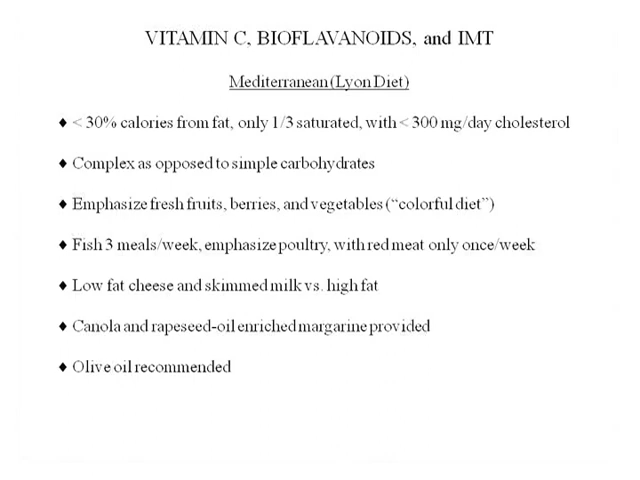 VITAMIN C, BIOFLAVANOIDS, and IMT
Mediterranean (Lyon Diet)
♦ < 30% calories from fat, only 1/3 saturated, with < 300 mg/day cholesterol
♦ Complex as opposed to simple carbohydrates
♦ Emphasize fresh fruits, berries, and vegetables (“colorful diet”)
♦ Fish 3 meals/week, emphasize poultry, with red meat only once/week
♦ Low fat cheese and skimmed milk vs. high fat
♦ Canola and rapeseed-oil enriched margarine provided
♦ Olive oil recommended